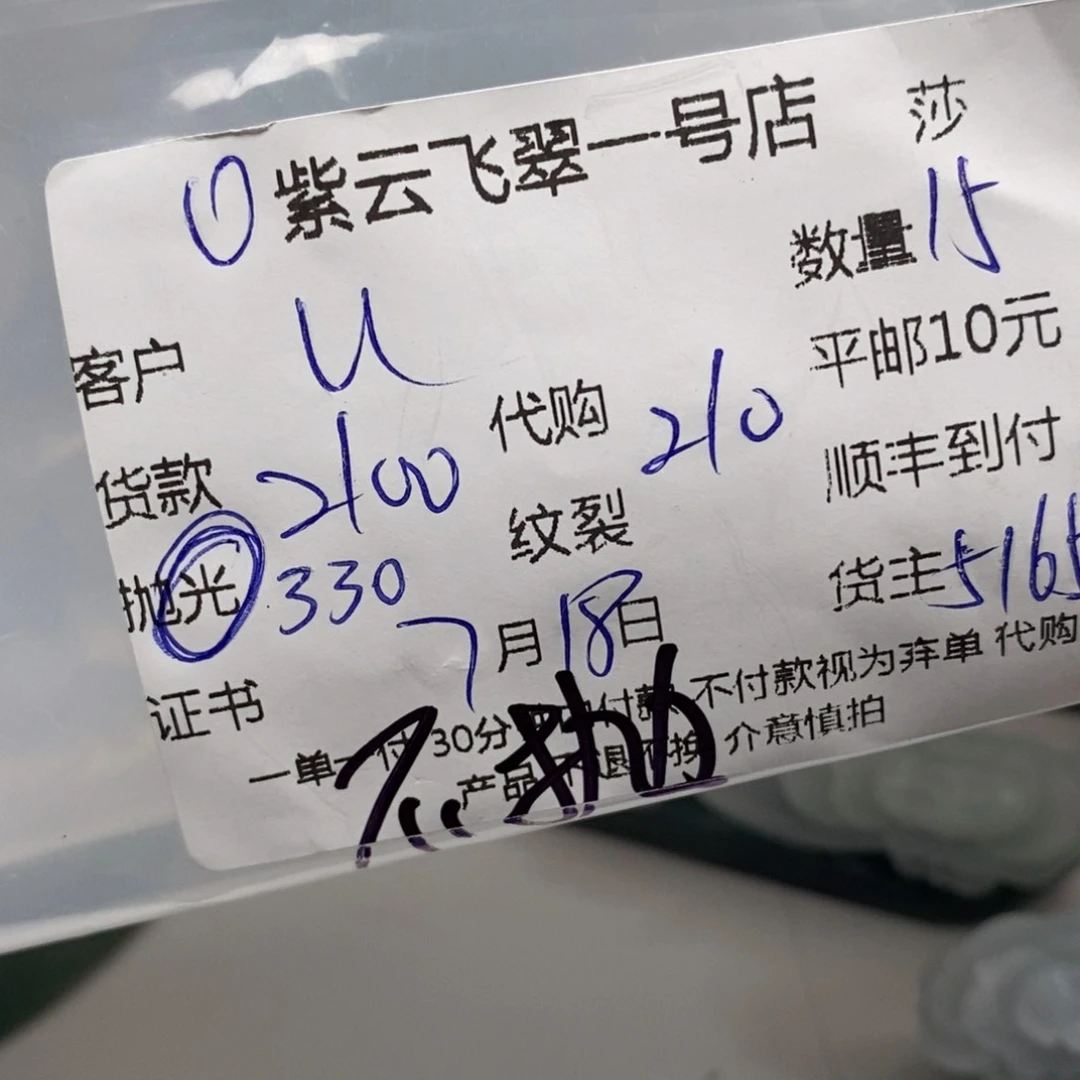 紫云飞翠一号店 莎
数量 15
客户 U
平邮10元
货款 2100 代购 210
顺丰到付
抛光 330 纹裂
货主 5165
7月18日
证书
一单一付 30分 付款 不付款视为弃单 代购
产品不退不换 介意慎拍